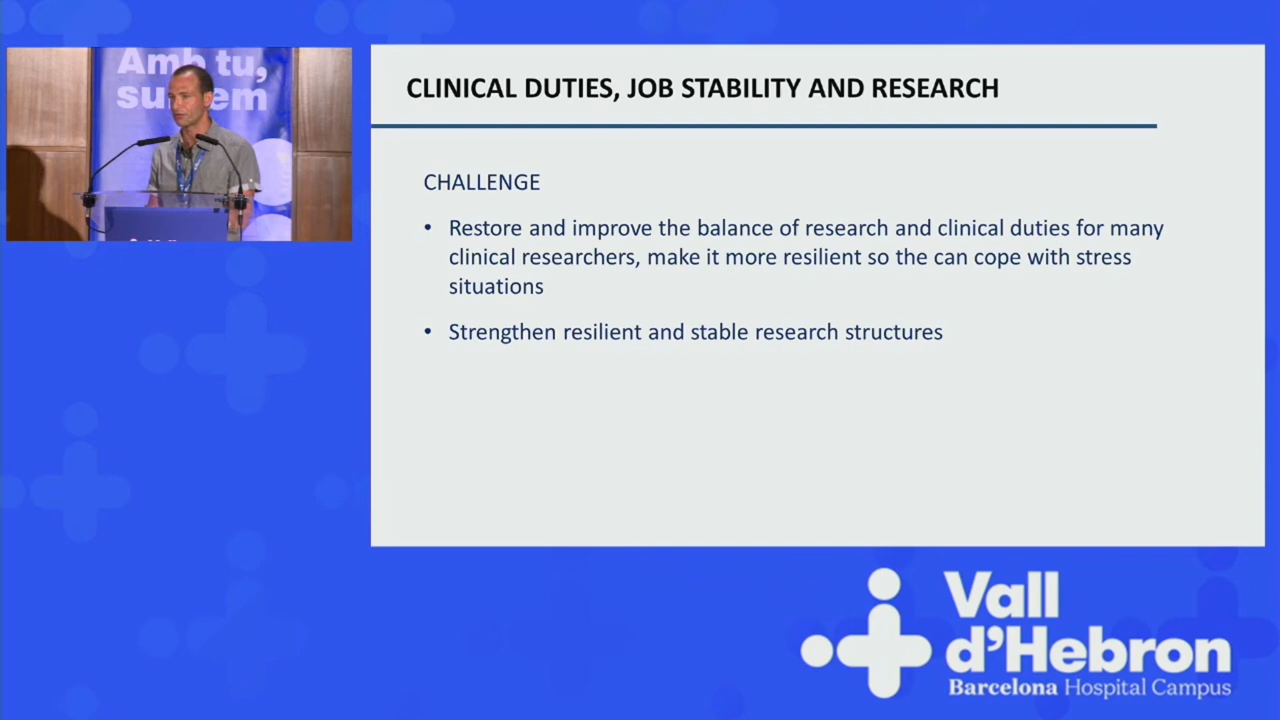 Amb tu,
CLINICAL DUTIES, JOB STABILITY AND RESEARCH
CHALLENGE
• Restore and improve the balance of research and clinical duties for many
clinical researchers, make it more resilient so the can cope with stress
situations
• Strengthen resilient and stable research structures
Vall
d'Hebron
Barcelona Hospital Campus